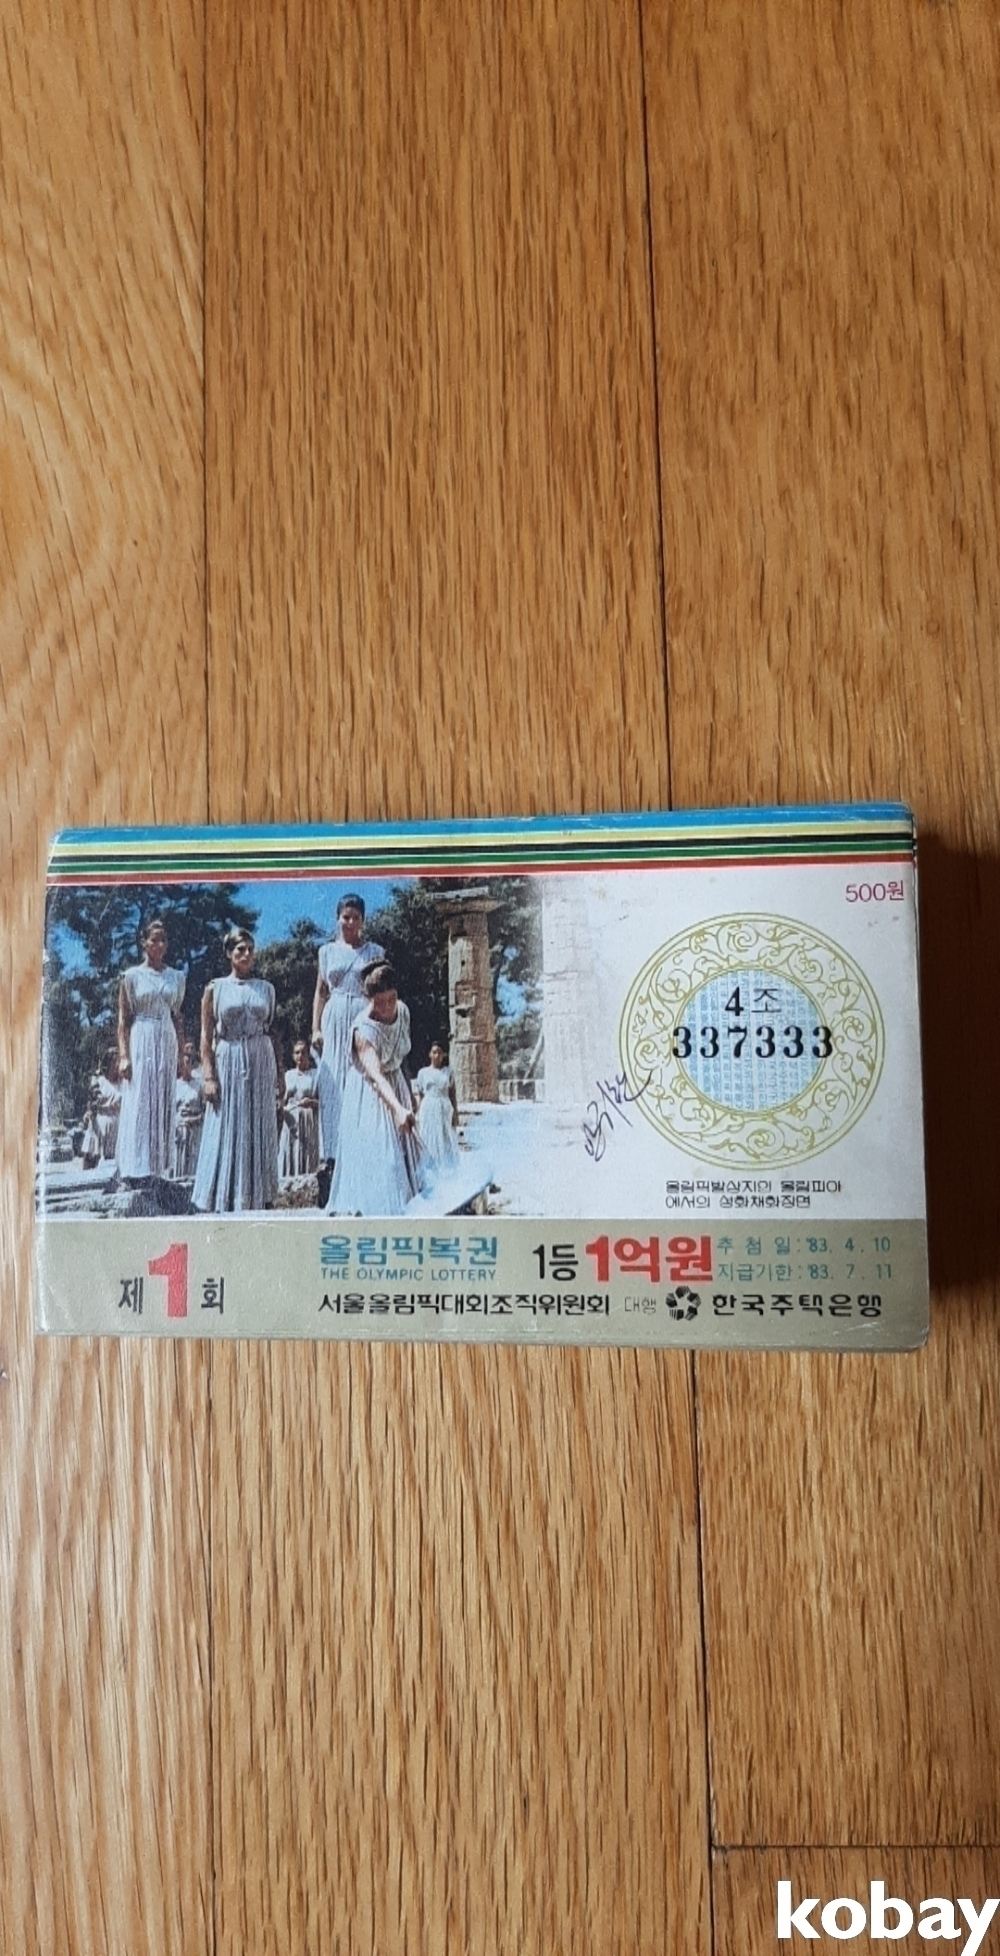 500원
4조
337333
올림픽발상지의 올림피아
에서의 성화채화장면
제1회
올림픽복권
THE OLYMPIC LOTTERY
1등 1억원
추첨일: '83. 4. 10
지급기한: '83. 7. 11
서울올림픽대회조직위원회 대행 한국주택은행
kobay